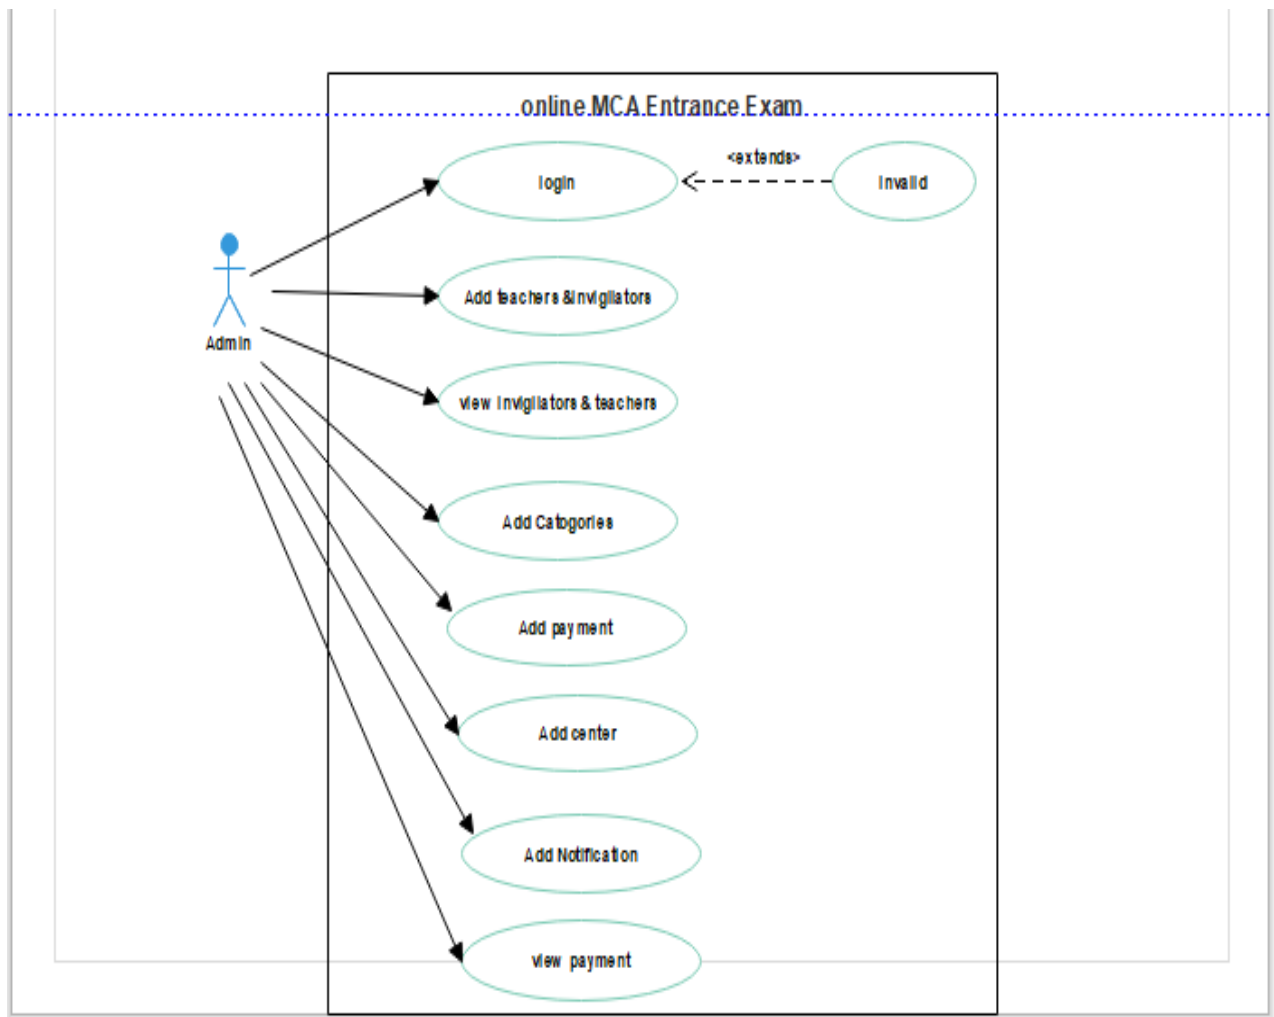 online.MCA.Entrance.Exam
<extends>
login
Invalid
Add teachers &invigilators
Admin
view invigilators & teachers
Add Catogories
Add payment
Add center
Add Notification
view payment